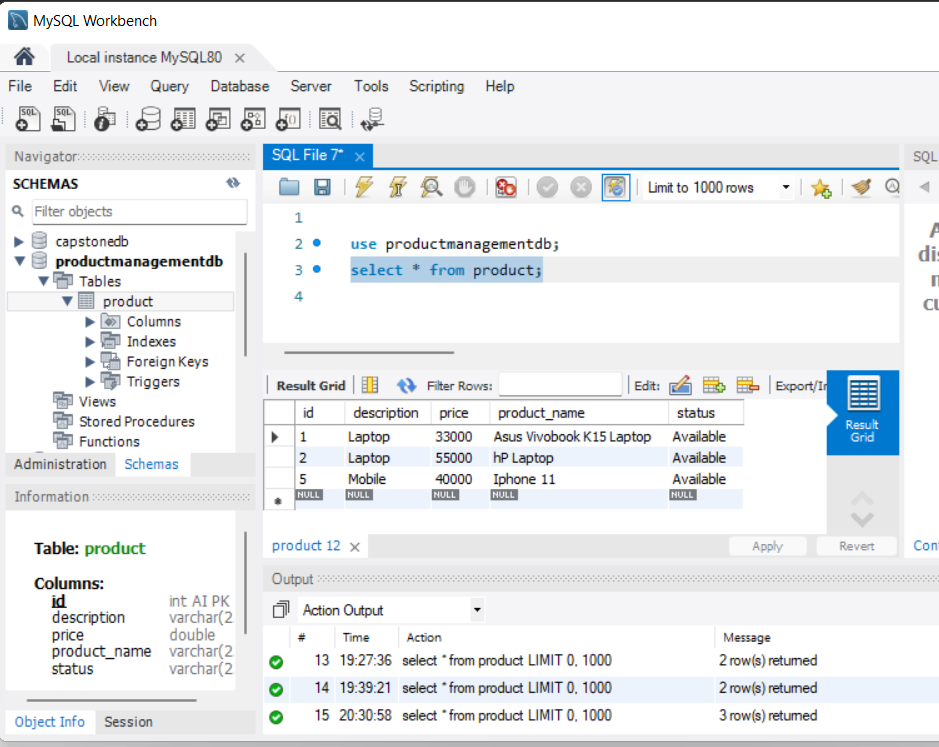 MySQL Workbench
Local instance MySQL80
File Edit View Query Database Server Tools Scripting Help
Navigator
SCHEMAS
Filter objects
capstonedb
productmanagementdb
Tables
product
Columns
Indexes
Foreign Keys
Triggers
Views
Stored Procedures
Functions
Administration Schemas
Information
Table: product
Columns:
id int AI PK
description varchar(2
price double
product_name varchar(2
status varchar(2
Object Info Session
SQL File 7*
Limit to 1000 rows
1
2 use productmanagementdb;
3 select * from product;
4
Result Grid Filter Rows: Edit: Export/Im
id description price product_name status
1 Laptop 33000 Asus Vivobook K15 Laptop Available
2 Laptop 55000 hP Laptop Available
5 Mobile 40000 Iphone 11 Available
NULL NULL NULL NULL NULL
Result
Grid
product 12
Apply Revert
Output
Action Output
# Time Action Message
13 19:27:36 select * from product LIMIT 0, 1000 2 row(s) returned
14 19:39:21 select * from product LIMIT 0, 1000 2 row(s) returned
15 20:30:58 select * from product LIMIT 0, 1000 3 row(s) returned
SQL
A
dis
cu
Con